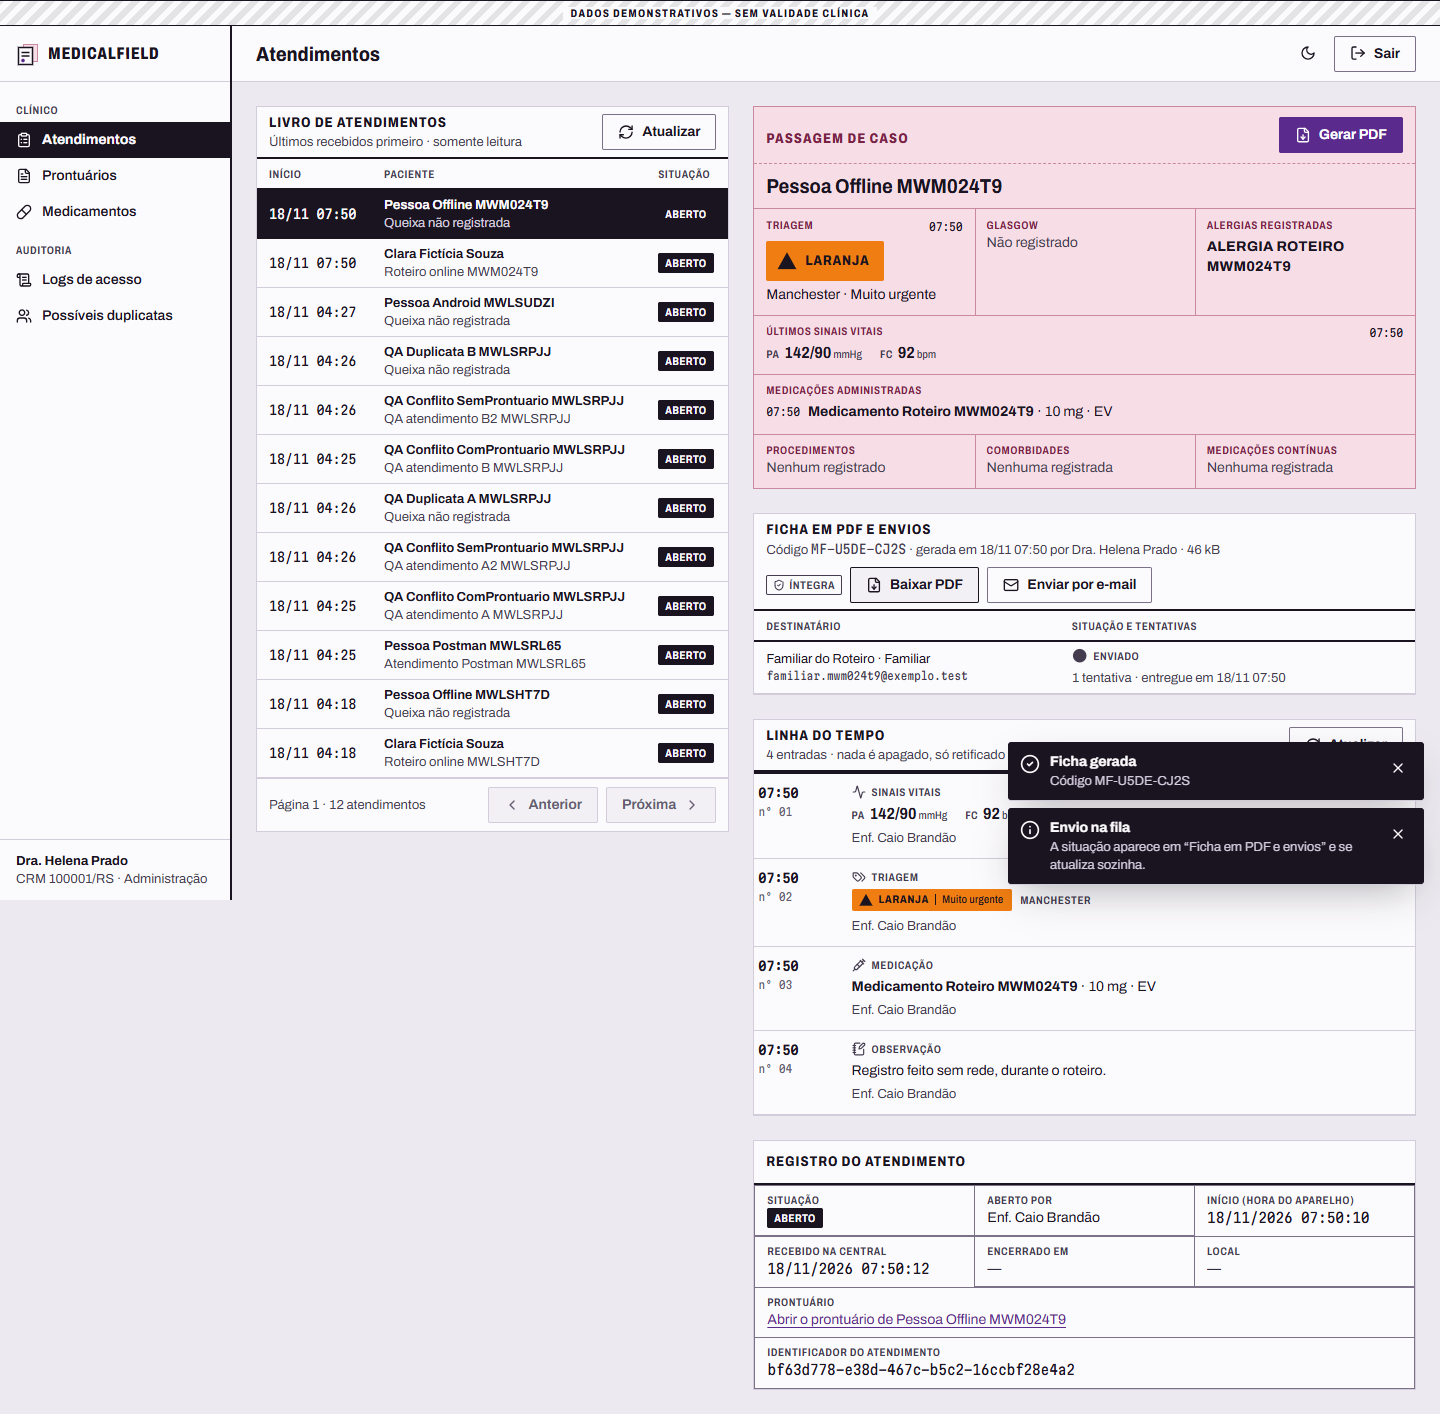 DADOS DEMONSTRATIVOS — SEM VALIDADE CLÍNICA
MEDICALFIELD
Atendimentos
Sair
CLÍNICO
Atendimentos
Prontuários
Medicamentos
AUDITORIA
Logs de acesso
Possíveis duplicatas
Dra. Helena Prado
CRM 100001/RS · Administração
LIVRO DE ATENDIMENTOS
Últimos recebidos primeiro · somente leitura
Atualizar
INÍCIO PACIENTE SITUAÇÃO
18/11 07:50 Pessoa Offline MWM024T9 ABERTO
Queixa não registrada
18/11 07:50 Clara Fictícia Souza ABERTO
Roteiro online MWM024T9
18/11 04:27 Pessoa Android MWLSUDZI ABERTO
Queixa não registrada
18/11 04:26 QA Duplicata B MWLSRPJJ ABERTO
Queixa não registrada
18/11 04:26 QA Conflito SemProntuario MWLSRPJJ ABERTO
QA atendimento B2 MWLSRPJJ
18/11 04:25 QA Conflito ComProntuario MWLSRPJJ ABERTO
QA atendimento B MWLSRPJJ
18/11 04:26 QA Duplicata A MWLSRPJJ ABERTO
Queixa não registrada
18/11 04:26 QA Conflito SemProntuario MWLSRPJJ ABERTO
QA atendimento A2 MWLSRPJJ
18/11 04:25 QA Conflito ComProntuario MWLSRPJJ ABERTO
QA atendimento A MWLSRPJJ
18/11 04:25 Pessoa Postman MWLSRL65 ABERTO
Atendimento Postman MWLSRL65
18/11 04:18 Pessoa Offline MWLSHT7D ABERTO
Queixa não registrada
18/11 04:18 Clara Fictícia Souza ABERTO
Roteiro online MWLSHT7D
Página 1 · 12 atendimentos
Anterior
Próxima
PASSAGEM DE CASO
Gerar PDF
Pessoa Offline MWM024T9
TRIAGEM 07:50
LARANJA
Manchester · Muito urgente
GLASGOW
Não registrado
ALERGIAS REGISTRADAS
ALERGIA ROTEIRO
MWM024T9
ÚLTIMOS SINAIS VITAIS 07:50
PA 142/90 mmHg FC 92 bpm
MEDICAÇÕES ADMINISTRADAS
07:50 Medicamento Roteiro MWM024T9 · 10 mg · EV
PROCEDIMENTOS
Nenhum registrado
COMORBIDADES
Nenhuma registrada
MEDICAÇÕES CONTÍNUAS
Nenhuma registrada
FICHA EM PDF E ENVIOS
Código MF-U5DE-CJ2S · gerada em 18/11 07:50 por Dra. Helena Prado · 46 kB
ÍNTEGRA
Baixar PDF
Enviar por e-mail
DESTINATÁRIO SITUAÇÃO E TENTATIVAS
Familiar do Roteiro · Familiar
familiar.mwm024t9@exemplo.test
ENVIADO
1 tentativa · entregue em 18/11 07:50
LINHA DO TEMPO
4 entradas · nada é apagado, só retificado
Atualizar
Ficha gerada
Código MF-U5DE-CJ2S
Envio na fila
A situação aparece em “Ficha em PDF e envios” e se
atualiza sozinha.
07:50 SINAIS VITAIS
n° 01 PA 142/90 mmHg FC 92
Enf. Caio Brandão
07:50 TRIAGEM
n° 02 LARANJA | Muito urgente MANCHESTER
Enf. Caio Brandão
07:50 MEDICAÇÃO
n° 03 Medicamento Roteiro MWM024T9 · 10 mg · EV
Enf. Caio Brandão
07:50 OBSERVAÇÃO
n° 04 Registro feito sem rede, durante o roteiro.
Enf. Caio Brandão
REGISTRO DO ATENDIMENTO
SITUAÇÃO
ABERTO
ABERTO POR
Enf. Caio Brandão
INÍCIO (HORA DO APARELHO)
18/11/2026 07:50:10
RECEBIDO NA CENTRAL
18/11/2026 07:50:12
ENCERRADO EM
—
LOCAL
—
PRONTUÁRIO
Abrir o prontuário de Pessoa Offline MWM024T9
IDENTIFICADOR DO ATENDIMENTO
bf63d778-e38d-467c-b5c2-16ccbf28e4a2